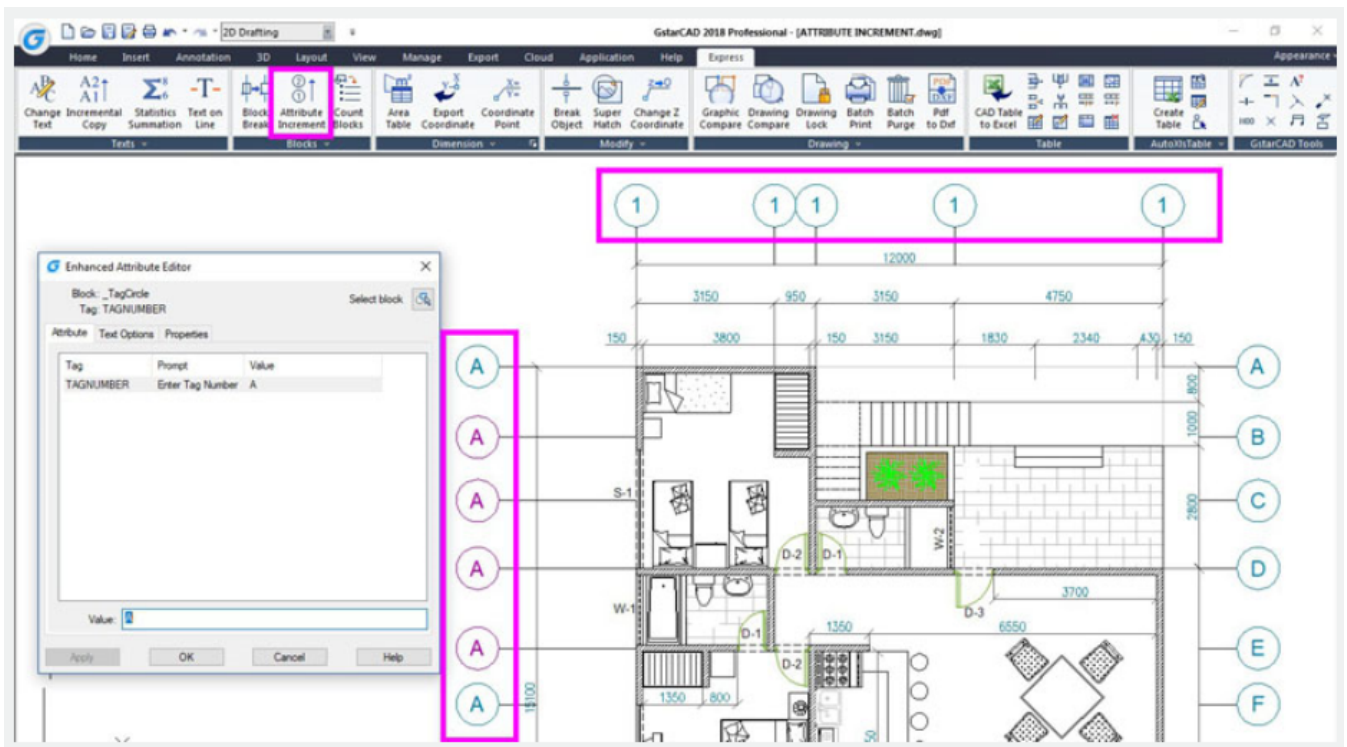 2D Drafting
GstarCAD 2018 Professional - [ATTRIBUTE INCREMENT.dwg]
Home Insert Annotation 3D Layout View Manage Export Cloud Application Help Express Appearance
Change Text
Incremental Copy
Statistics Summation
Text on Line
Block Break
Attribute Increment
Count Blocks
Area Table
Export Coordinate
Coordinate Point
Break Object
Super Hatch
Change Z Coordinate
Graphic Compare
Drawing Compare
Drawing Lock
Batch Print
Batch Purge
Pdf to Dxf
CAD Table to Excel
Create Table
Texts Blocks Dimension Modify Drawing Table AutoXlsTable GstarCAD Tools
1 1 1 1 1
12000
3150 950 3150 4750
150 3800 150 3150 1830 2340 430 150
Enhanced Attribute Editor
Block: _TagCircle
Tag: TAGNUMBER
Select block
Attribute Text Options Properties
Tag Prompt Value
TAGNUMBER Enter Tag Number A
Value: A
Apply OK Cancel Help
A A
800
A B
1000
A S-1 C
2800
W-2
D-2 D-1
A D
3700
W-1 D-3
D-1 1350 6550
A D-2 E
1350 800
A 15100 F